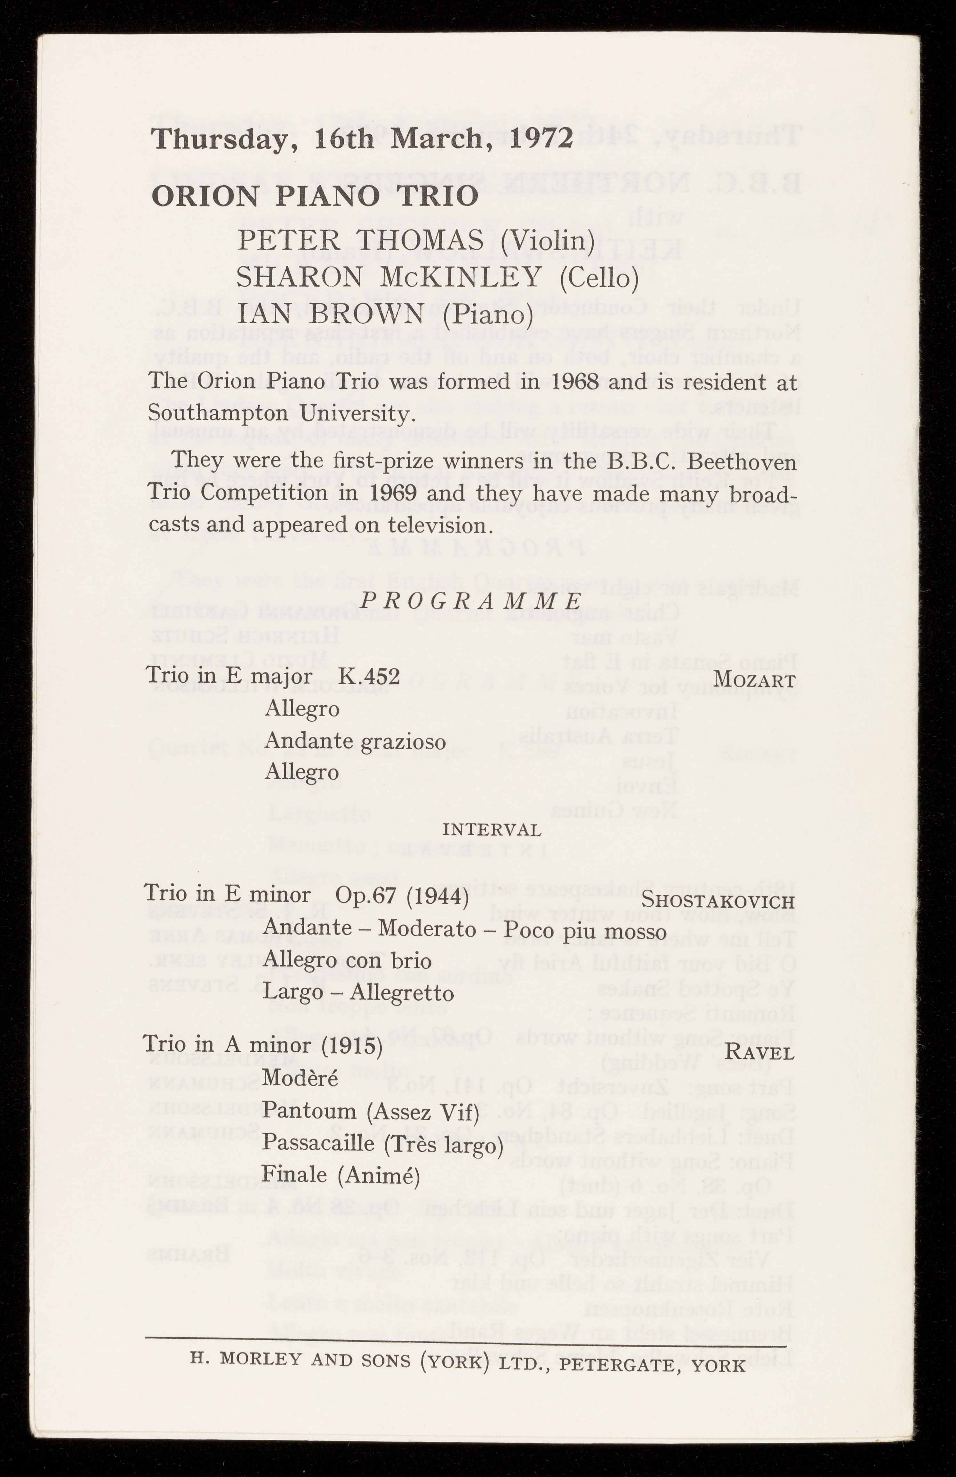 Thursday, 16th March, 1972
ORION PIANO TRIO
PETER THOMAS (Violin)
SHARON McKINLEY (Cello)
IAN BROWN (Piano)
The Orion Piano Trio was formed in 1968 and is resident at
Southampton University.
They were the first-prize winners in the B.B.C. Beethoven
Trio Competition in 1969 and they have made many broad-
casts and appeared on television.
PROGRAMME
Trio in E major K.452 MOZART
Allegro
Andante grazioso
Allegro
INTERVAL
Trio in E minor Op.67 (1944) SHOSTAKOVICH
Andante – Moderato – Poco piu mosso
Allegro con brio
Largo – Allegretto
Trio in A minor (1915) RAVEL
Modèré
Pantoum (Assez Vif)
Passacaille (Très largo)
Finale (Animé)
H. MORLEY AND SONS (YORK) LTD., PETERGATE, YORK